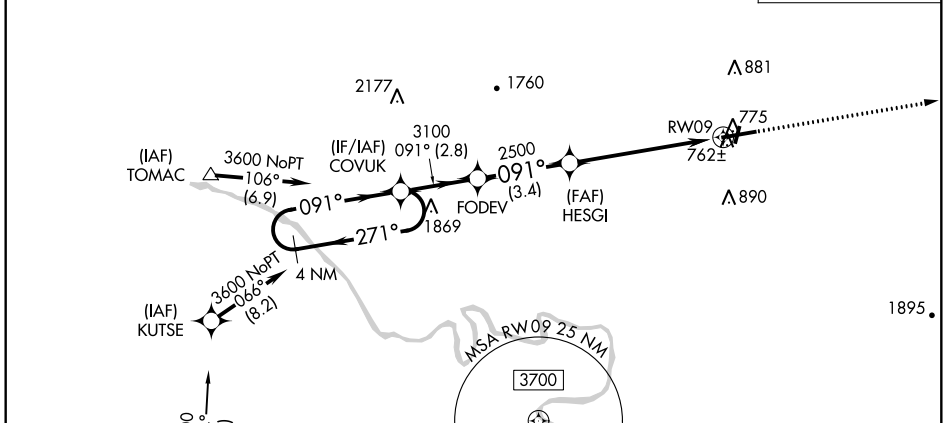 881
2177
1760
775
RW09
762±
3100
091° (2.8)
(IF/IAF)
COVUK
2500
091°
(3.4)
(IAF)
TOMAC
3600 NoPT
106°
(6.9)
091°
FODEV
(FAF)
HESGI
890
1869
271°
4 NM
3600 NoPT
066°
(8.2)
(IAF)
KUTSE
1895
MSA RW09 25 NM
3700